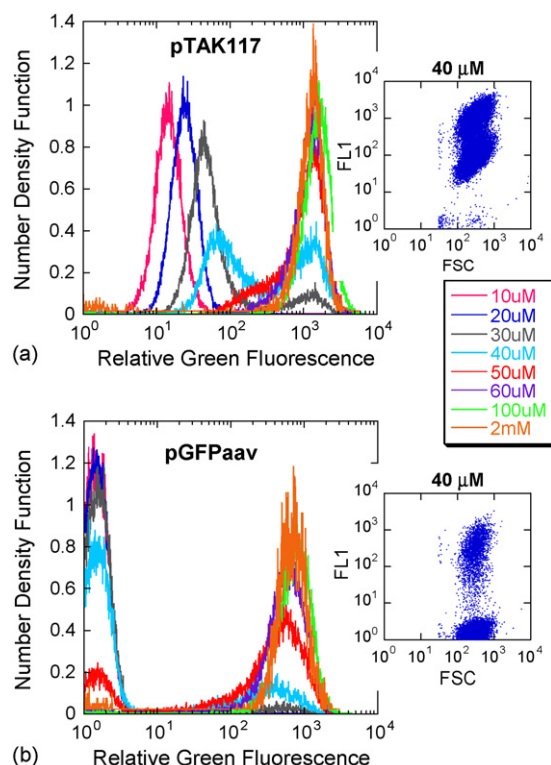 pTAK117
Number Density Function
1.4
1.2
1
0.8
0.6
0.4
0.2
0
10⁰
10¹
10²
10³
10⁴
(a)
Relative Green Fluorescence
40 μM
FL1
10⁴
10³
10²
10¹
10⁰
10⁰ 10¹ 10² 10³ 10⁴
FSC
10uM
20uM
30uM
40uM
50uM
60uM
100uM
2mM
pGFPaav
Number Density Function
1.4
1.2
1
0.8
0.6
0.4
0.2
0
10⁰
10¹
10²
10³
10⁴
(b)
Relative Green Fluorescence
40 μM
FL1
10⁴
10³
10²
10¹
10⁰
10⁰ 10¹ 10² 10³ 10⁴
FSC